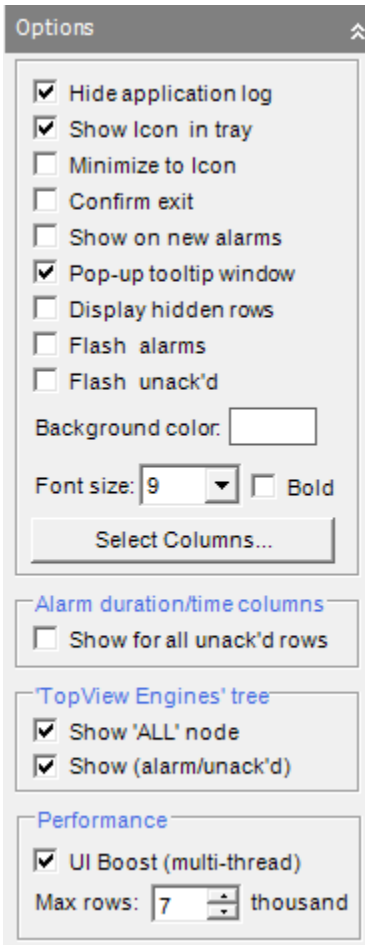 Options
Hide application log
Show Icon in tray
Minimize to Icon
Confirm exit
Show on new alarms
Pop-up tooltip window
Display hidden rows
Flash alarms
Flash unack'd
Background color:
Font size: 9 Bold
Select Columns...
Alarm duration/time columns
Show for all unack'd rows
'TopView Engines' tree
Show 'ALL' node
Show (alarm/unack'd)
Performance
UI Boost (multi-thread)
Max rows: 7 thousand